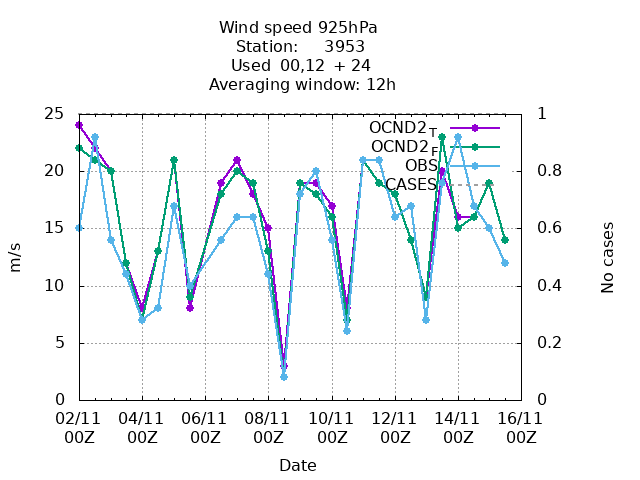 Wind speed 925hPa
Station: 3953
Used 00,12 + 24
Averaging window: 12h
OCND2_T
OCND2_F
OBS
CASES
25
20
15
10
5
0
1
0.8
0.6
0.4
0.2
0
m/s
No cases
02/11 04/11 06/11 08/11 10/11 12/11 14/11 16/11
00Z 00Z 00Z 00Z 00Z 00Z 00Z 00Z
Date